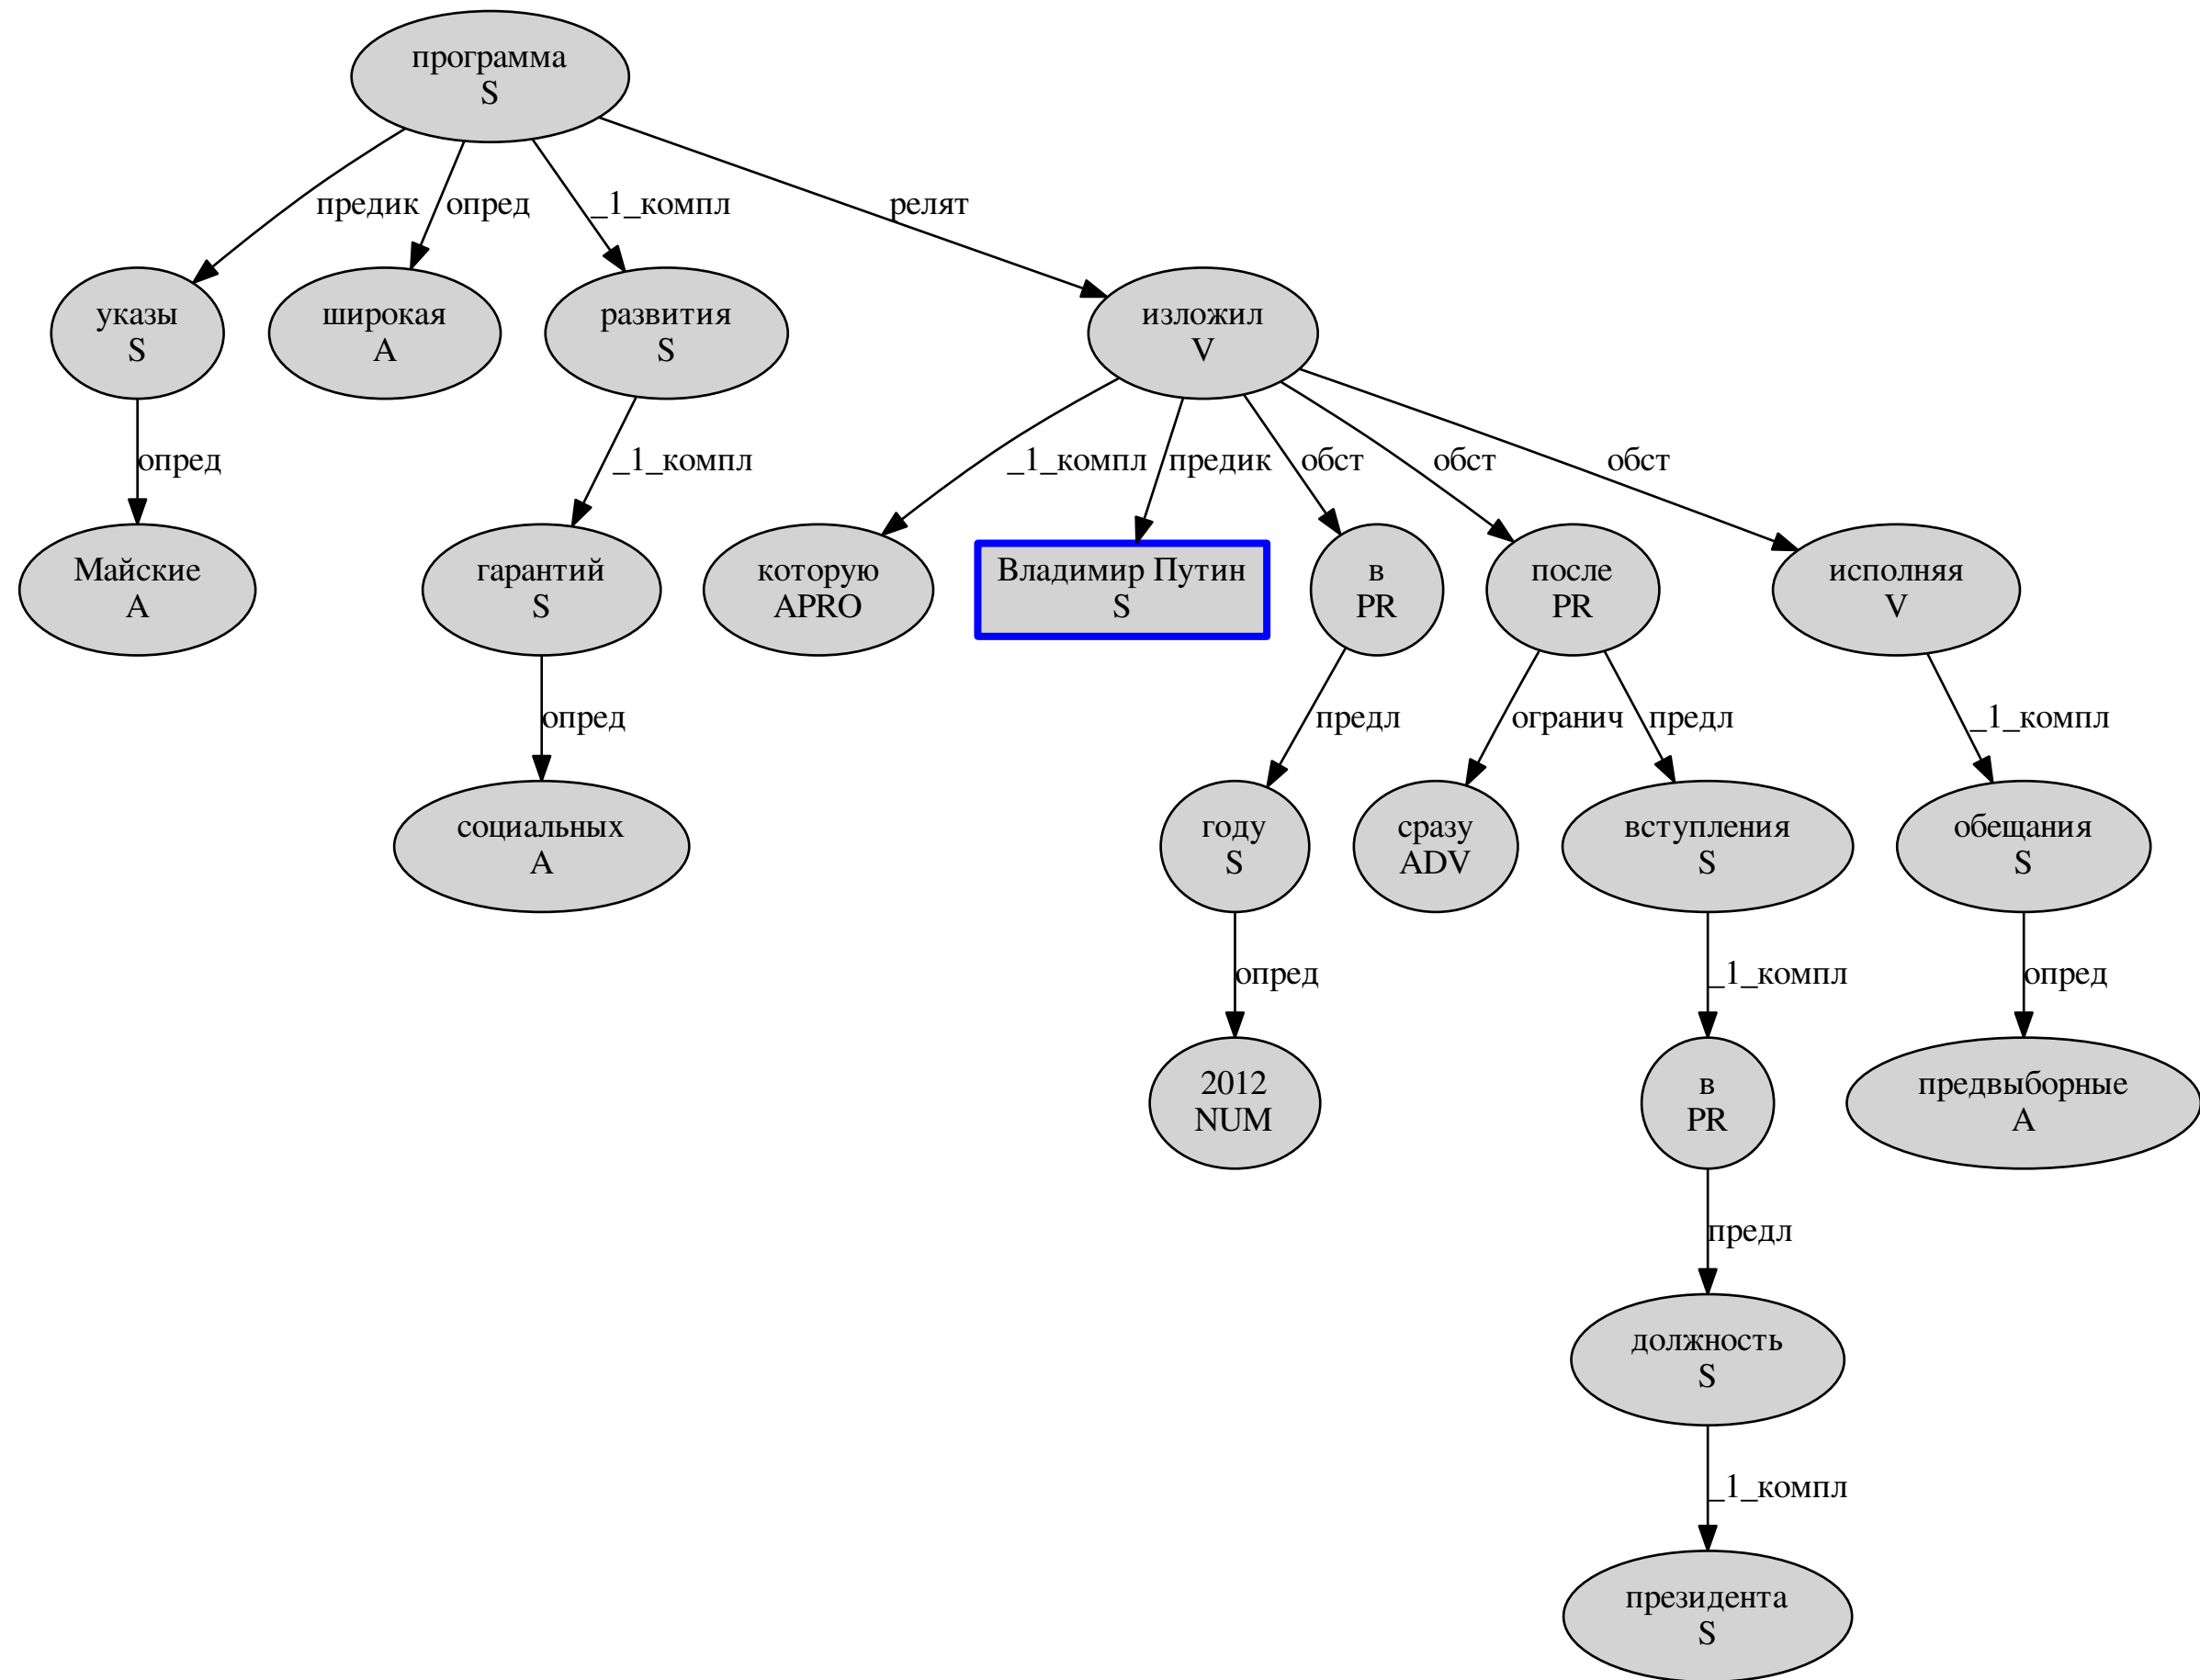 программа
S
предик
опред
_1_компл
релят
указы
S
широкая
A
развития
S
изложил
V
опред
_1_компл
_1_компл
предик
обст
обст
обст
Майские
A
гарантий
S
которую
APRO
Владимир Путин
S
в
PR
после
PR
исполняя
V
опред
предл
огранич
предл
_1_компл
социальных
A
году
S
сразу
ADV
вступления
S
обещания
S
опред
_1_компл
опред
2012
NUM
в
PR
предвыборные
A
предл
должность
S
_1_компл
президента
S